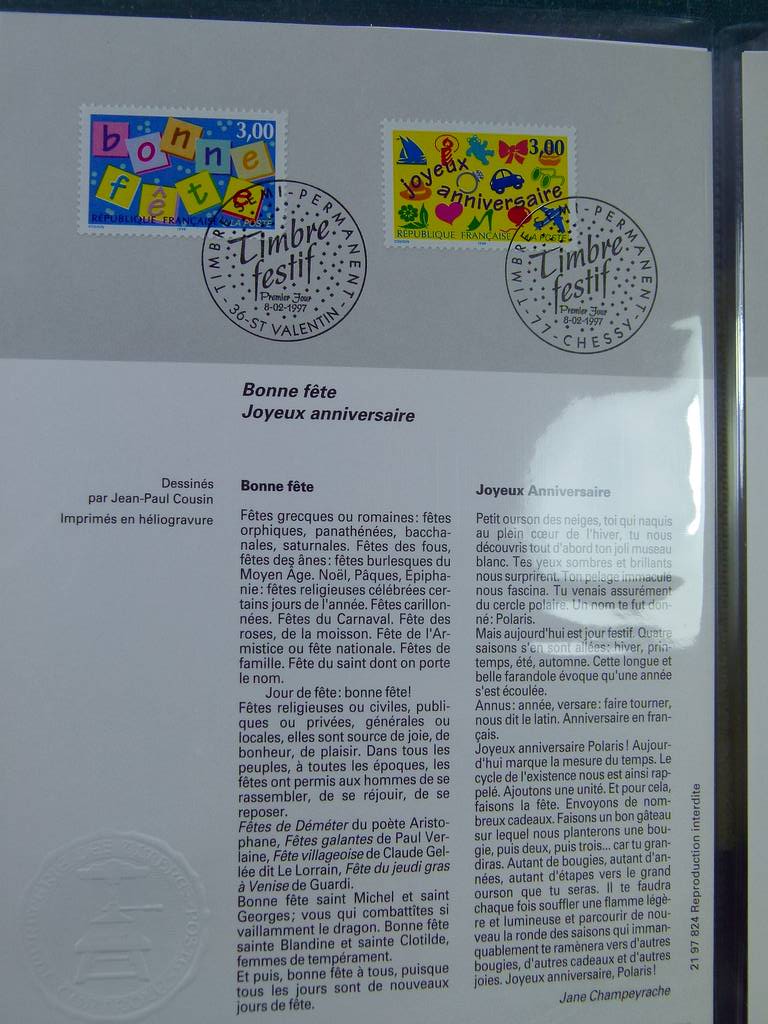 bonne
fête
3,00
RÉPUBLIQUE FRANÇAISE
LA POSTE
joyeux
anniversaire
3,00
RÉPUBLIQUE FRANÇAISE
LA POSTE
TIMBRE SEMI-PERMANENT
Timbre
festif
Premier Jour
8-02-1997
36-ST VALENTIN
TIMBRE SEMI-PERMANENT
Timbre
festif
Premier Jour
8-02-1997
77-CHESSY
Bonne fête
Joyeux anniversaire
Dessinés
par Jean-Paul Cousin
Imprimés en héliogravure
Bonne fête
Fêtes grecques ou romaines: fêtes
orphiques, panathénées, baccha-
nales, saturnales. Fêtes des fous,
fêtes des ânes: fêtes burlesques du
Moyen Âge. Noël, Pâques, Épipha-
nie: fêtes religieuses célébrées cer-
tains jours de l'année. Fêtes carillon-
nées. Fêtes du Carnaval. Fête des
roses, de la moisson. Fête de l'Ar-
mistice ou fête nationale. Fêtes de
famille. Fête du saint dont on porte
le nom.
Jour de fête: bonne fête!
Fêtes religieuses ou civiles, publi-
ques ou privées, générales ou
locales, elles sont source de joie, de
bonheur, de plaisir. Dans tous les
peuples, à toutes les époques, les
fêtes ont permis aux hommes de se
rassembler, de se réjouir, de se
reposer.
Fêtes de Déméter du poète Aristo-
phane, Fêtes galantes de Paul Ver-
laine, Fête villageoise de Claude Gel-
lée dit Le Lorrain, Fête du jeudi gras
à Venise de Guardi.
Bonne fête saint Michel et saint
Georges; vous qui combattîtes si
vaillamment le dragon. Bonne fête
sainte Blandine et sainte Clotilde,
femmes de tempérament.
Et puis, bonne fête à tous, puisque
tous les jours sont de nouveaux
jours de fête.
Joyeux Anniversaire
Petit ourson des neiges, toi qui naquis
au plein cœur de l'hiver, tu nous
découvris tout d'abord ton joli museau
blanc. Tes yeux sombres et brillants
nous surprirent. Ton pelage immaculé
nous fascina. Tu venais assurément
du cercle polaire. Un nom te fut don-
né: Polaris.
Mais aujourd'hui est jour festif. Quatre
saisons s'en sont allées: hiver, prin-
temps, été, automne. Cette longue et
belle farandole évoque qu'une année
s'est écoulée.
Annus: année, versare: faire tourner,
nous dit le latin. Anniversaire en fran-
çais.
Joyeux anniversaire Polaris! Aujour-
d'hui marque la mesure du temps. Le
cycle de l'existence nous est ainsi rap-
pelé. Ajoutons une unité. Et pour cela,
faisons la fête. Envoyons de nom-
breux cadeaux. Faisons un bon gâteau
sur lequel nous planterons une bou-
gie, puis deux, puis trois... car tu gran-
diras. Autant de bougies, autant d'an-
nées, autant d'étapes vers le grand
ourson que tu seras. Il te faudra
chaque fois souffler une flamme légè-
re et lumineuse et parcourir de nou-
veau la ronde des saisons qui imman-
quablement te ramènera vers d'autres
bougies, d'autres cadeaux et d'autres
joies. Joyeux anniversaire, Polaris!
Jane Champeyrache
21 97 824 Reproduction interdite